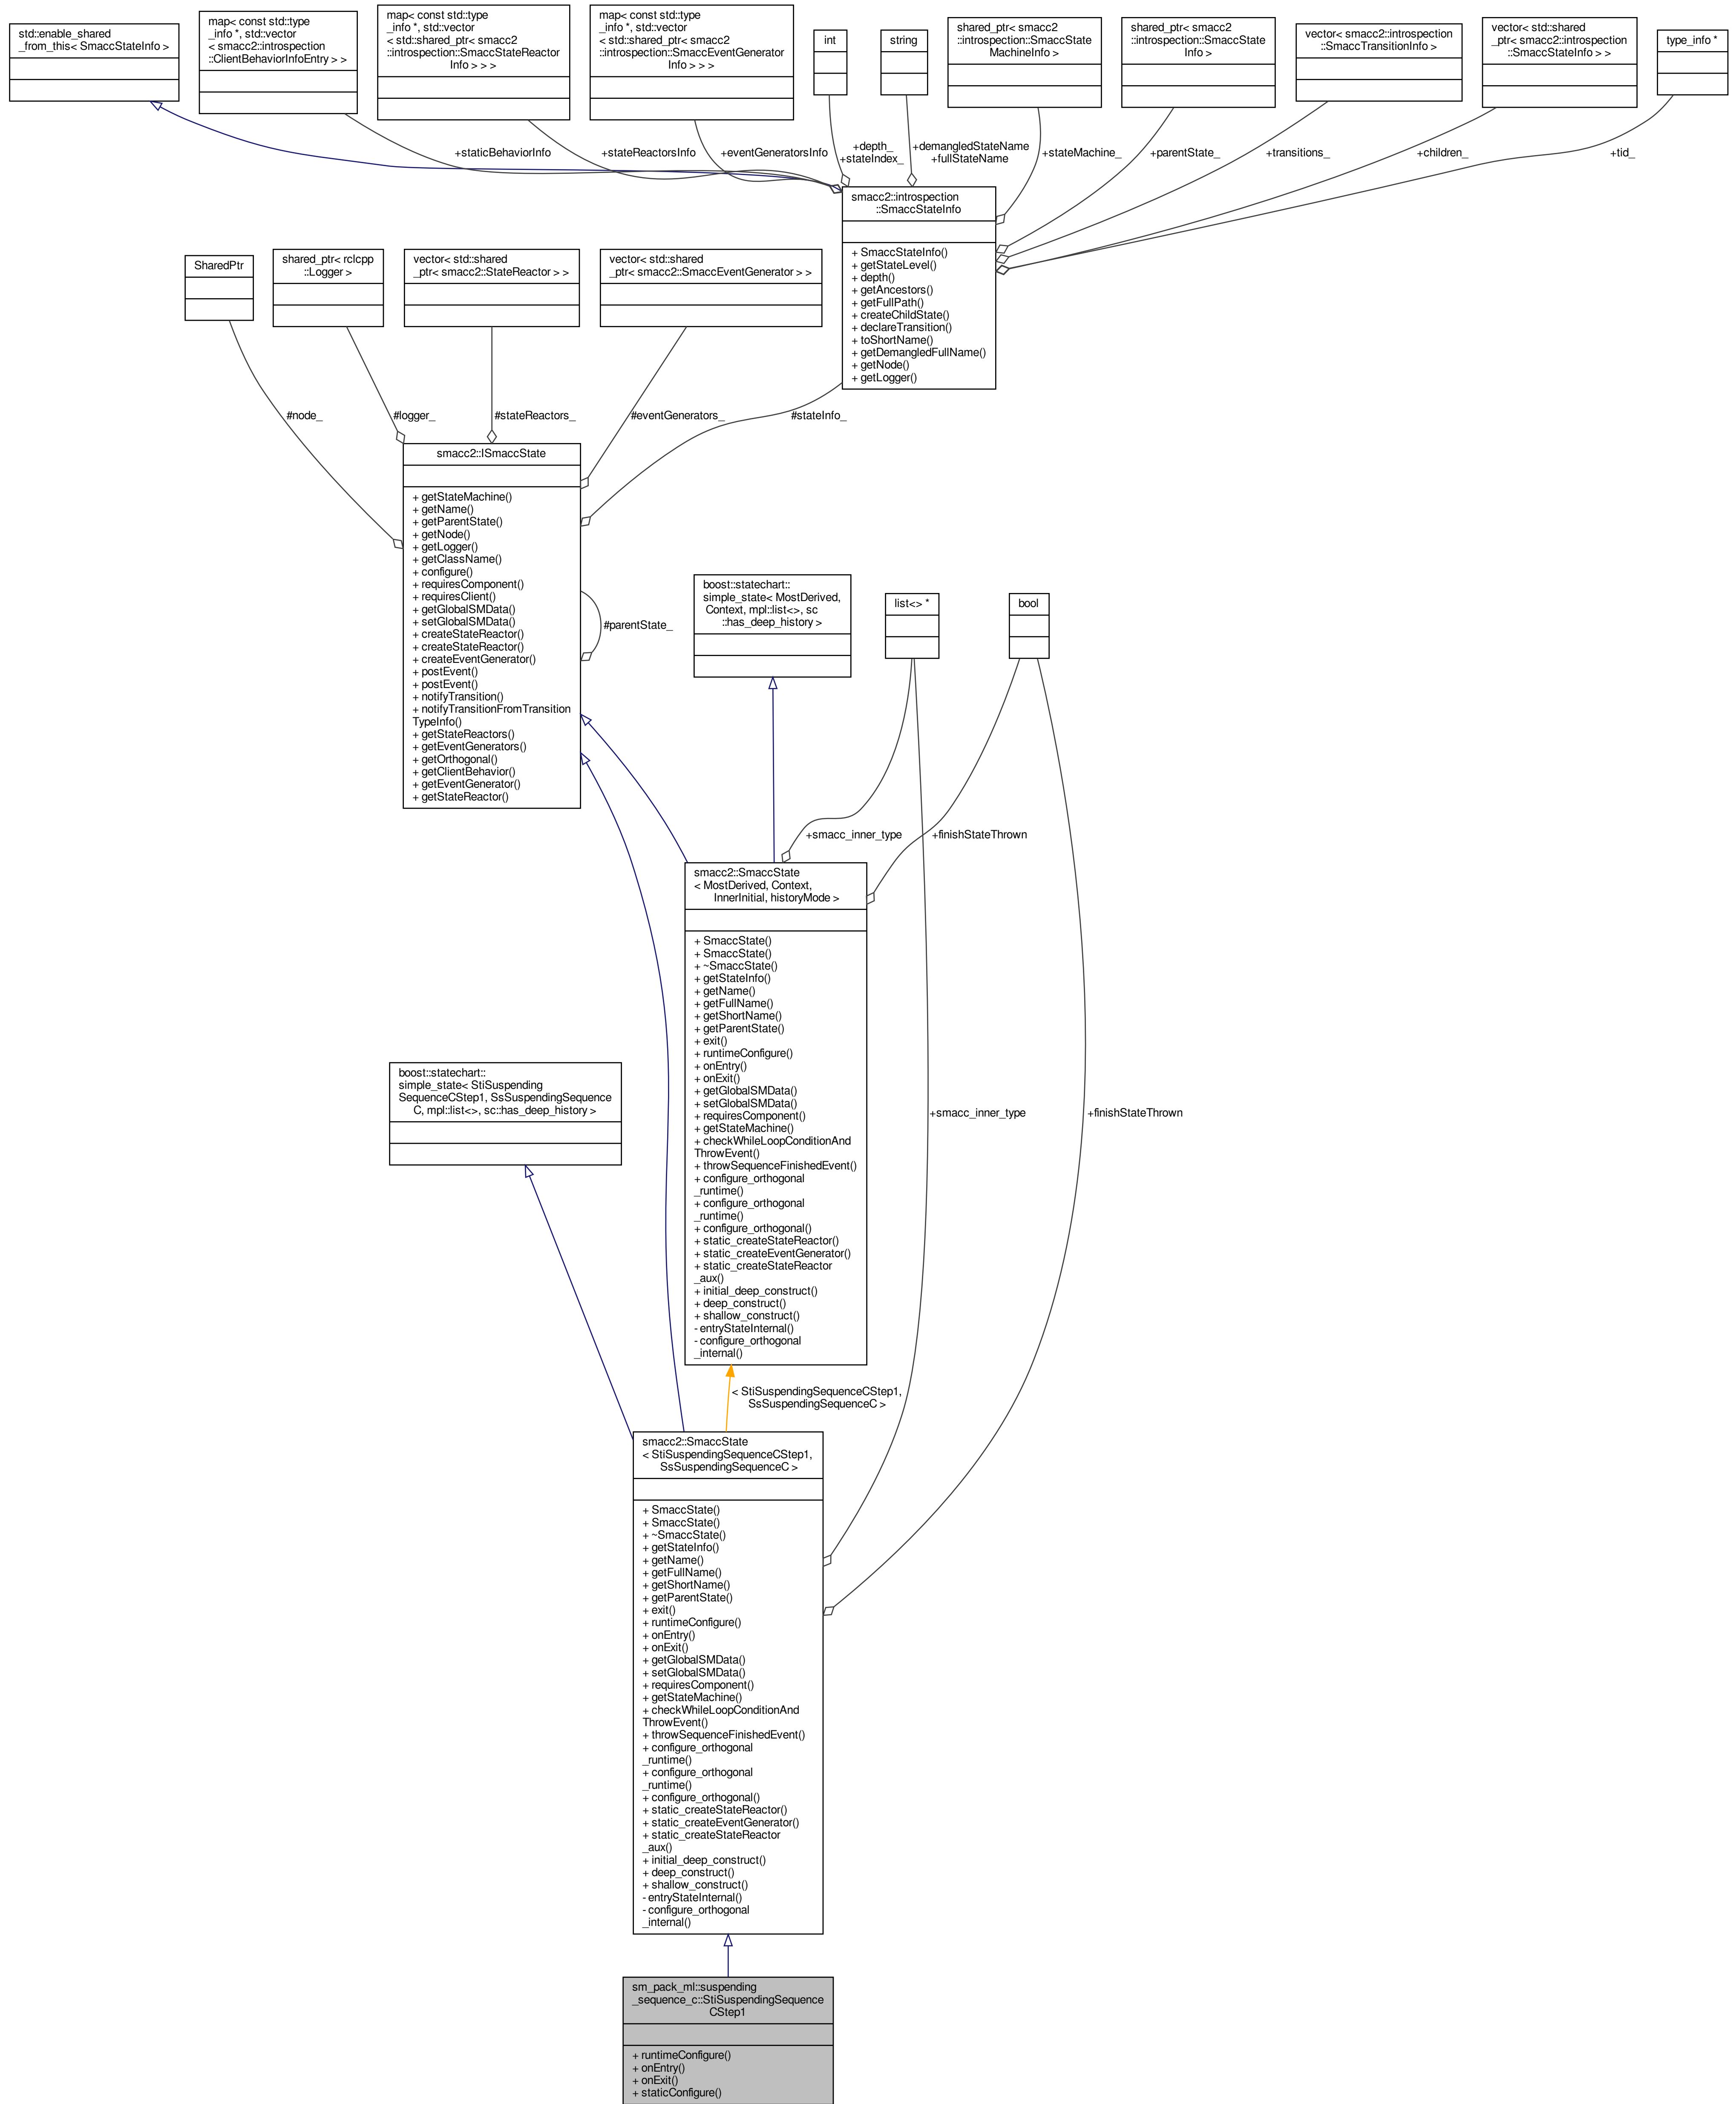 std::enable_shared
_from_this< SmaccStateInfo >
map< const std::type
_info *, std::vector
< smacc2::introspection
::ClientBehaviorInfoEntry > >
map< const std::type
_info *, std::vector
< std::shared_ptr< smacc2
::introspection::SmaccStateReactor
Info > > >
map< const std::type
_info *, std::vector
< std::shared_ptr< smacc2
::introspection::SmaccEventGenerator
Info > > >
int
string
shared_ptr< smacc2
::introspection::SmaccState
MachineInfo >
shared_ptr< smacc2
::introspection::SmaccState
Info >
vector< smacc2::introspection
::SmaccTransitionInfo >
vector< std::shared
_ptr< smacc2::introspection
::SmaccStateInfo > >
type_info *
+staticBehaviorInfo
+stateReactorsInfo
+eventGeneratorsInfo
+depth_
+stateIndex_
+demangledStateName
+fullStateName
+stateMachine_
+parentState_
+transitions_
+children_
+tid_
smacc2::introspection
::SmaccStateInfo
+ SmaccStateInfo()
+ getStateLevel()
+ depth()
+ getAncestors()
+ getFullPath()
+ createChildState()
+ declareTransition()
+ toShortName()
+ getDemangledFullName()
+ getNode()
+ getLogger()
SharedPtr
shared_ptr< rclcpp
::Logger >
vector< std::shared
_ptr< smacc2::StateReactor > >
vector< std::shared
_ptr< smacc2::SmaccEventGenerator > >
#node_
#logger_
#stateReactors_
#eventGenerators_
#stateInfo_
smacc2::ISmaccState
+ getStateMachine()
+ getName()
+ getParentState()
+ getNode()
+ getLogger()
+ getClassName()
+ configure()
+ requiresComponent()
+ requiresClient()
+ getGlobalSMData()
+ setGlobalSMData()
+ createStateReactor()
+ createStateReactor()
+ createEventGenerator()
+ postEvent()
+ postEvent()
+ notifyTransition()
+ notifyTransitionFromTransition
TypeInfo()
+ getStateReactors()
+ getEventGenerators()
+ getOrthogonal()
+ getClientBehavior()
+ getEventGenerator()
+ getStateReactor()
#parentState_
boost::statechart::
simple_state< MostDerived,
Context, mpl::list<>, sc
::has_deep_history >
list<> *
bool
+smacc_inner_type
+finishStateThrown
smacc2::SmaccState
< MostDerived, Context,
InnerInitial, historyMode >
+ SmaccState()
+ SmaccState()
+ ~SmaccState()
+ getStateInfo()
+ getName()
+ getFullName()
+ getShortName()
+ getParentState()
+ exit()
+ runtimeConfigure()
+ onEntry()
+ onExit()
+ getGlobalSMData()
+ setGlobalSMData()
+ requiresComponent()
+ getStateMachine()
+ checkWhileLoopConditionAnd
ThrowEvent()
+ throwSequenceFinishedEvent()
+ configure_orthogonal
_runtime()
+ configure_orthogonal
_runtime()
+ configure_orthogonal()
+ static_createStateReactor()
+ static_createEventGenerator()
+ static_createStateReactor
_aux()
+ initial_deep_construct()
+ deep_construct()
+ shallow_construct()
- entryStateInternal()
- configure_orthogonal
_internal()
boost::statechart::
simple_state< StiSuspending
SequenceCStep1, SsSuspendingSequence
C, mpl::list<>, sc::has_deep_history >
+smacc_inner_type
+finishStateThrown
< StiSuspendingSequenceCStep1,
SsSuspendingSequenceC >
smacc2::SmaccState
< StiSuspendingSequenceCStep1,
SsSuspendingSequenceC >
+ SmaccState()
+ SmaccState()
+ ~SmaccState()
+ getStateInfo()
+ getName()
+ getFullName()
+ getShortName()
+ getParentState()
+ exit()
+ runtimeConfigure()
+ onEntry()
+ onExit()
+ getGlobalSMData()
+ setGlobalSMData()
+ requiresComponent()
+ getStateMachine()
+ checkWhileLoopConditionAnd
ThrowEvent()
+ throwSequenceFinishedEvent()
+ configure_orthogonal
_runtime()
+ configure_orthogonal
_runtime()
+ configure_orthogonal()
+ static_createStateReactor()
+ static_createEventGenerator()
+ static_createStateReactor
_aux()
+ initial_deep_construct()
+ deep_construct()
+ shallow_construct()
- entryStateInternal()
- configure_orthogonal
_internal()
sm_pack_ml::suspending
_sequence_c::StiSuspendingSequence
CStep1
+ runtimeConfigure()
+ onEntry()
+ onExit()
+ staticConfigure()